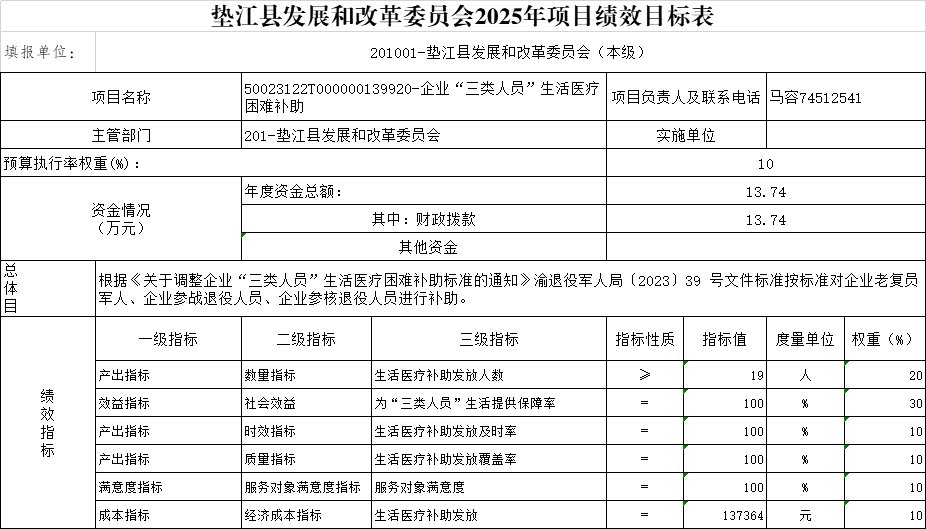 垫江县发展和改革委员会2025年项目绩效目标表
填报单位: 201001-垫江县发展和改革委员会（本级）
项目名称 50023122T000000139920-企业“三类人员”生活医疗困难补助 项目负责人及联系电话 马容74512541
主管部门 201-垫江县发展和改革委员会 实施单位
预算执行率权重(%): 10
资金情况（万元） 年度资金总额: 13.74
其中: 财政拨款 13.74
其他资金
总体目 根据《关于调整企业“三类人员”生活医疗困难补助标准的通知》渝退役军人局〔2023〕39 号文件标准按标准对企业老复员
军人、企业参战退役人员、企业参核退役人员进行补助。
绩效指标 一级指标 二级指标 三级指标 指标性质 指标值 度量单位 权重（%）
产出指标 数量指标 生活医疗补助发放人数 ≥ 19 人 20
效益指标 社会效益 为“三类人员”生活提供保障率 = 100 % 30
产出指标 时效指标 生活医疗补助发放及时率 = 100 % 10
产出指标 质量指标 生活医疗补助发放覆盖率 = 100 % 10
满意度指标 服务对象满意度指标 服务对象满意度 = 100 % 10
成本指标 经济成本指标 生活医疗补助发放 = 137364 元 10